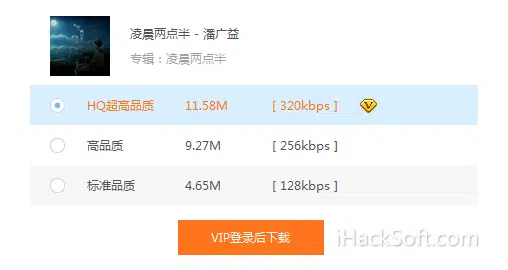 凌晨两点半 - 潘广益
专辑：凌晨两点半
HQ超高品质 11.58M [ 320kbps ] V
高品质 9.27M [ 256kbps ]
标准品质 4.65M [ 128kbps ]
VIP登录后下载
iHackSoft.com